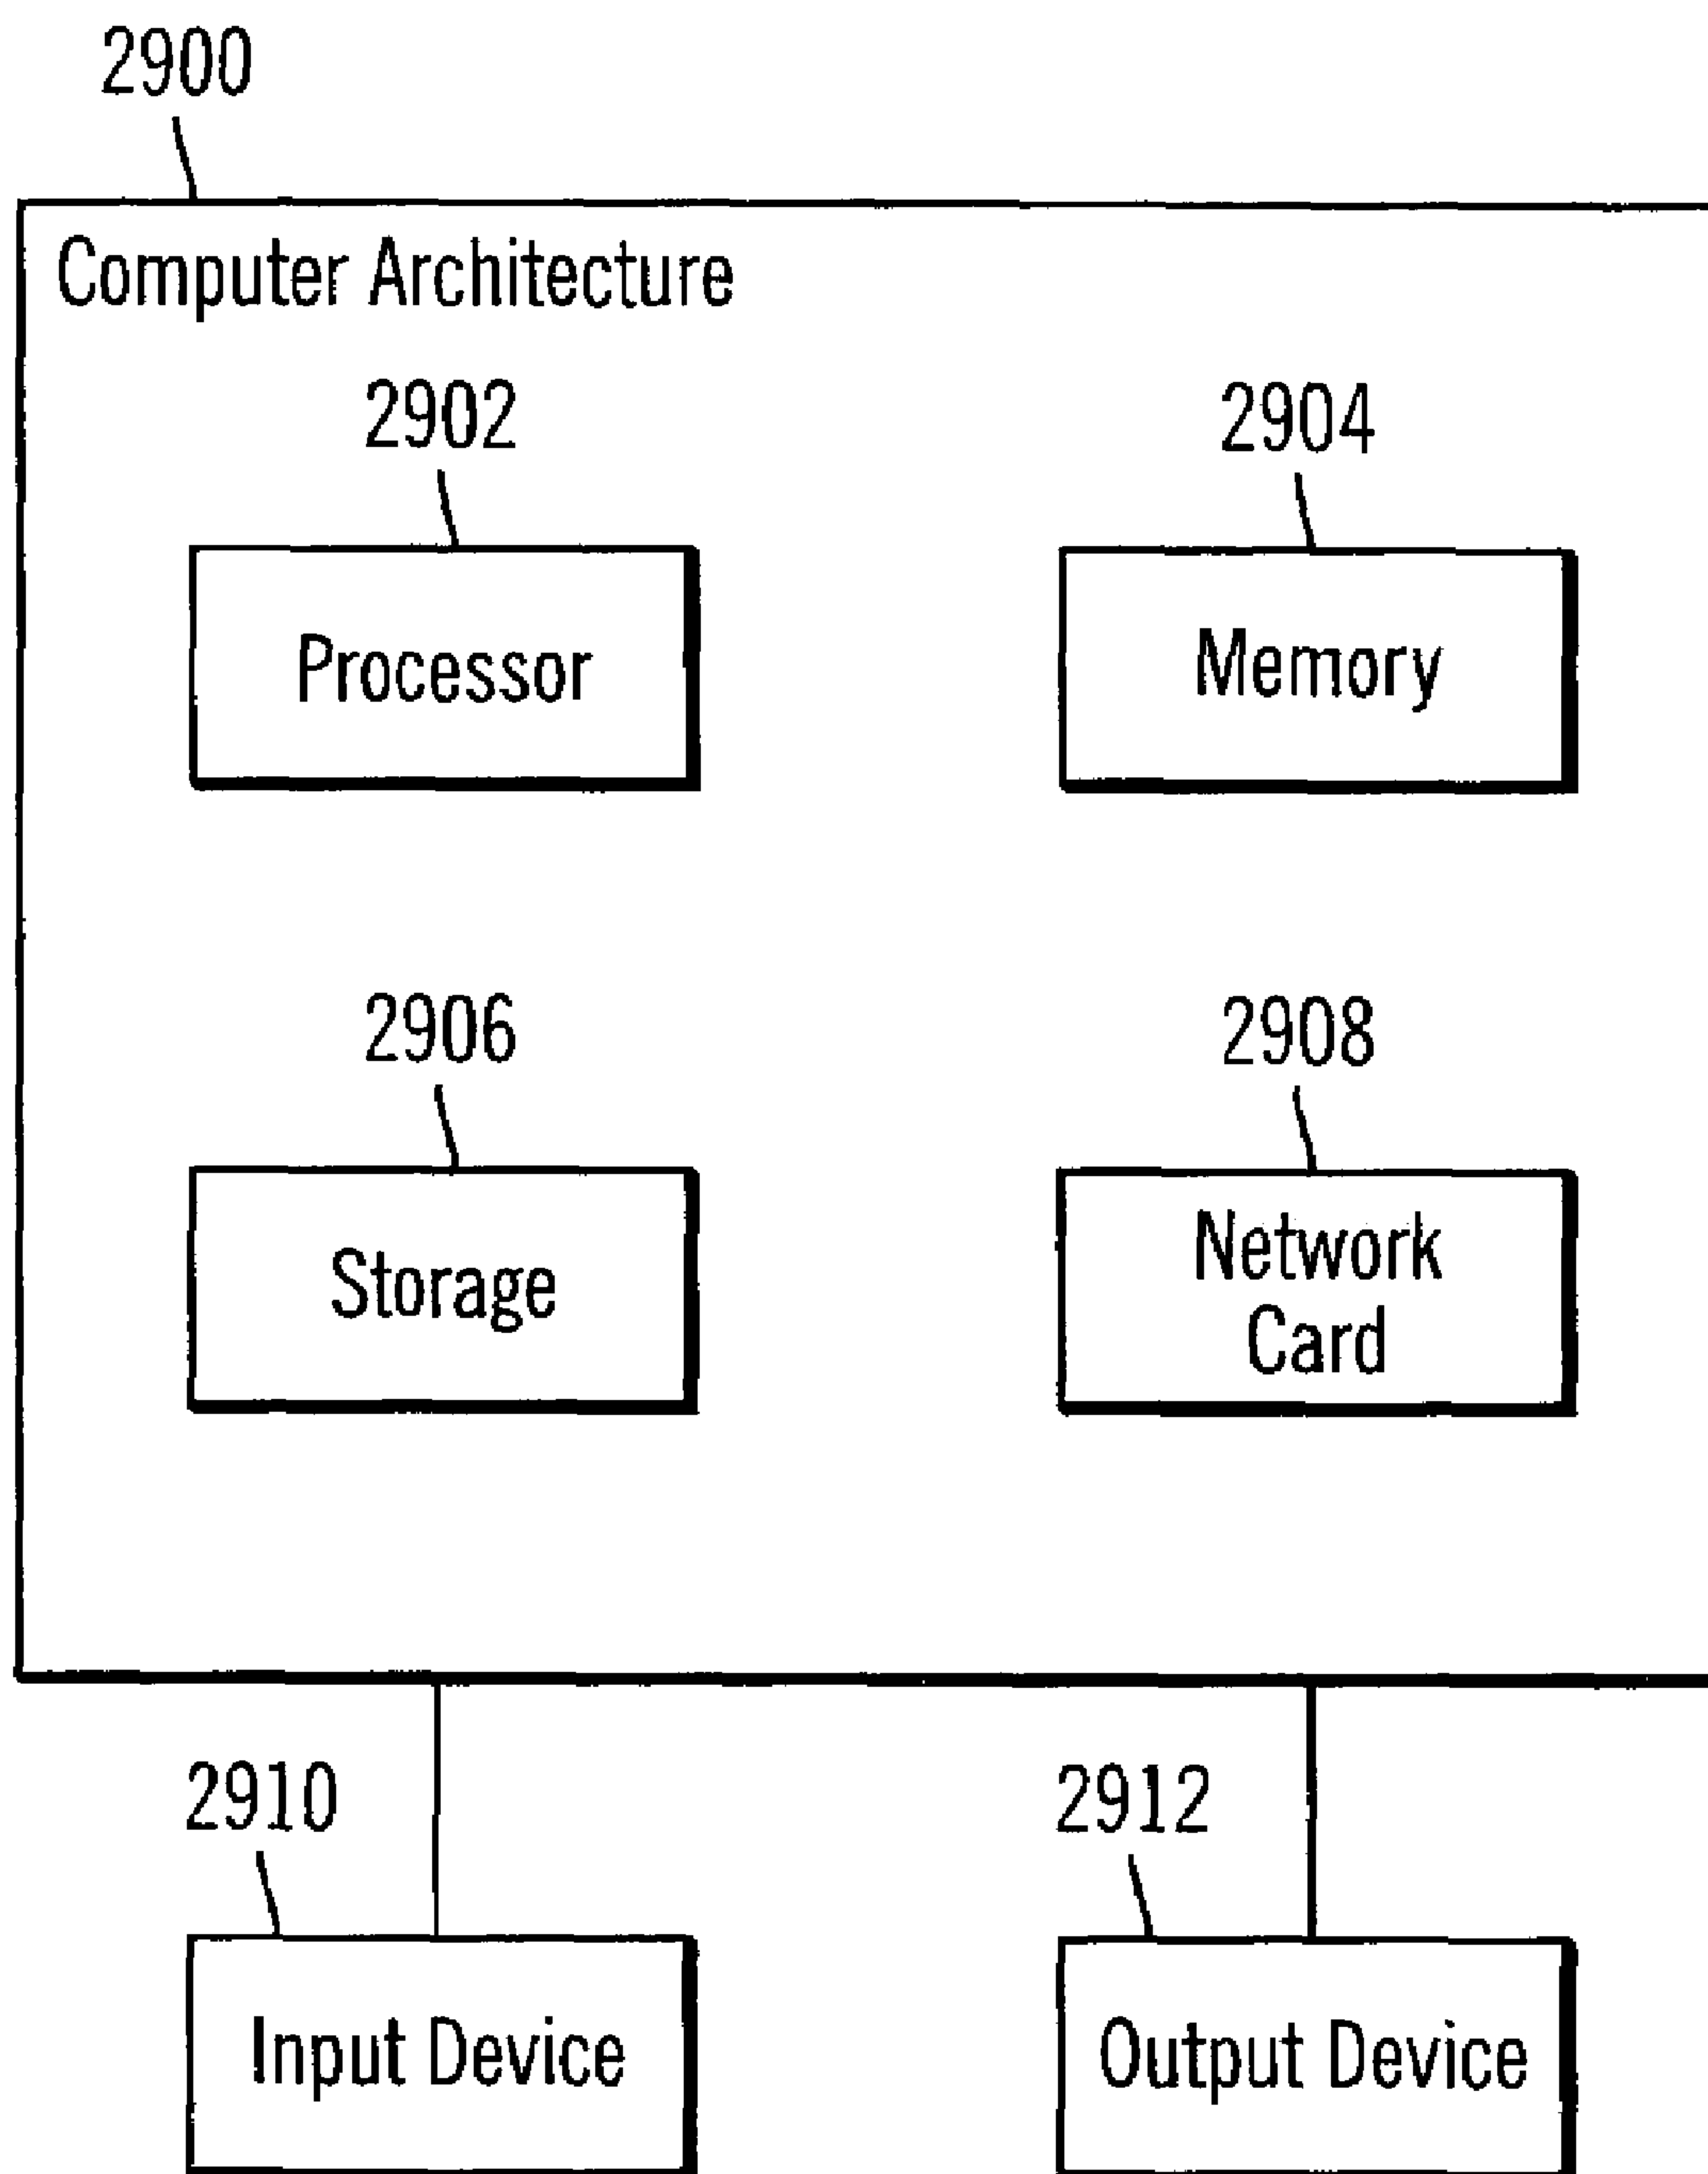 2900
Computer Architecture
2902
2904
Processor
Memory
2906
2908
Storage
Network
Card
2910
2912
Input Device
Output Device